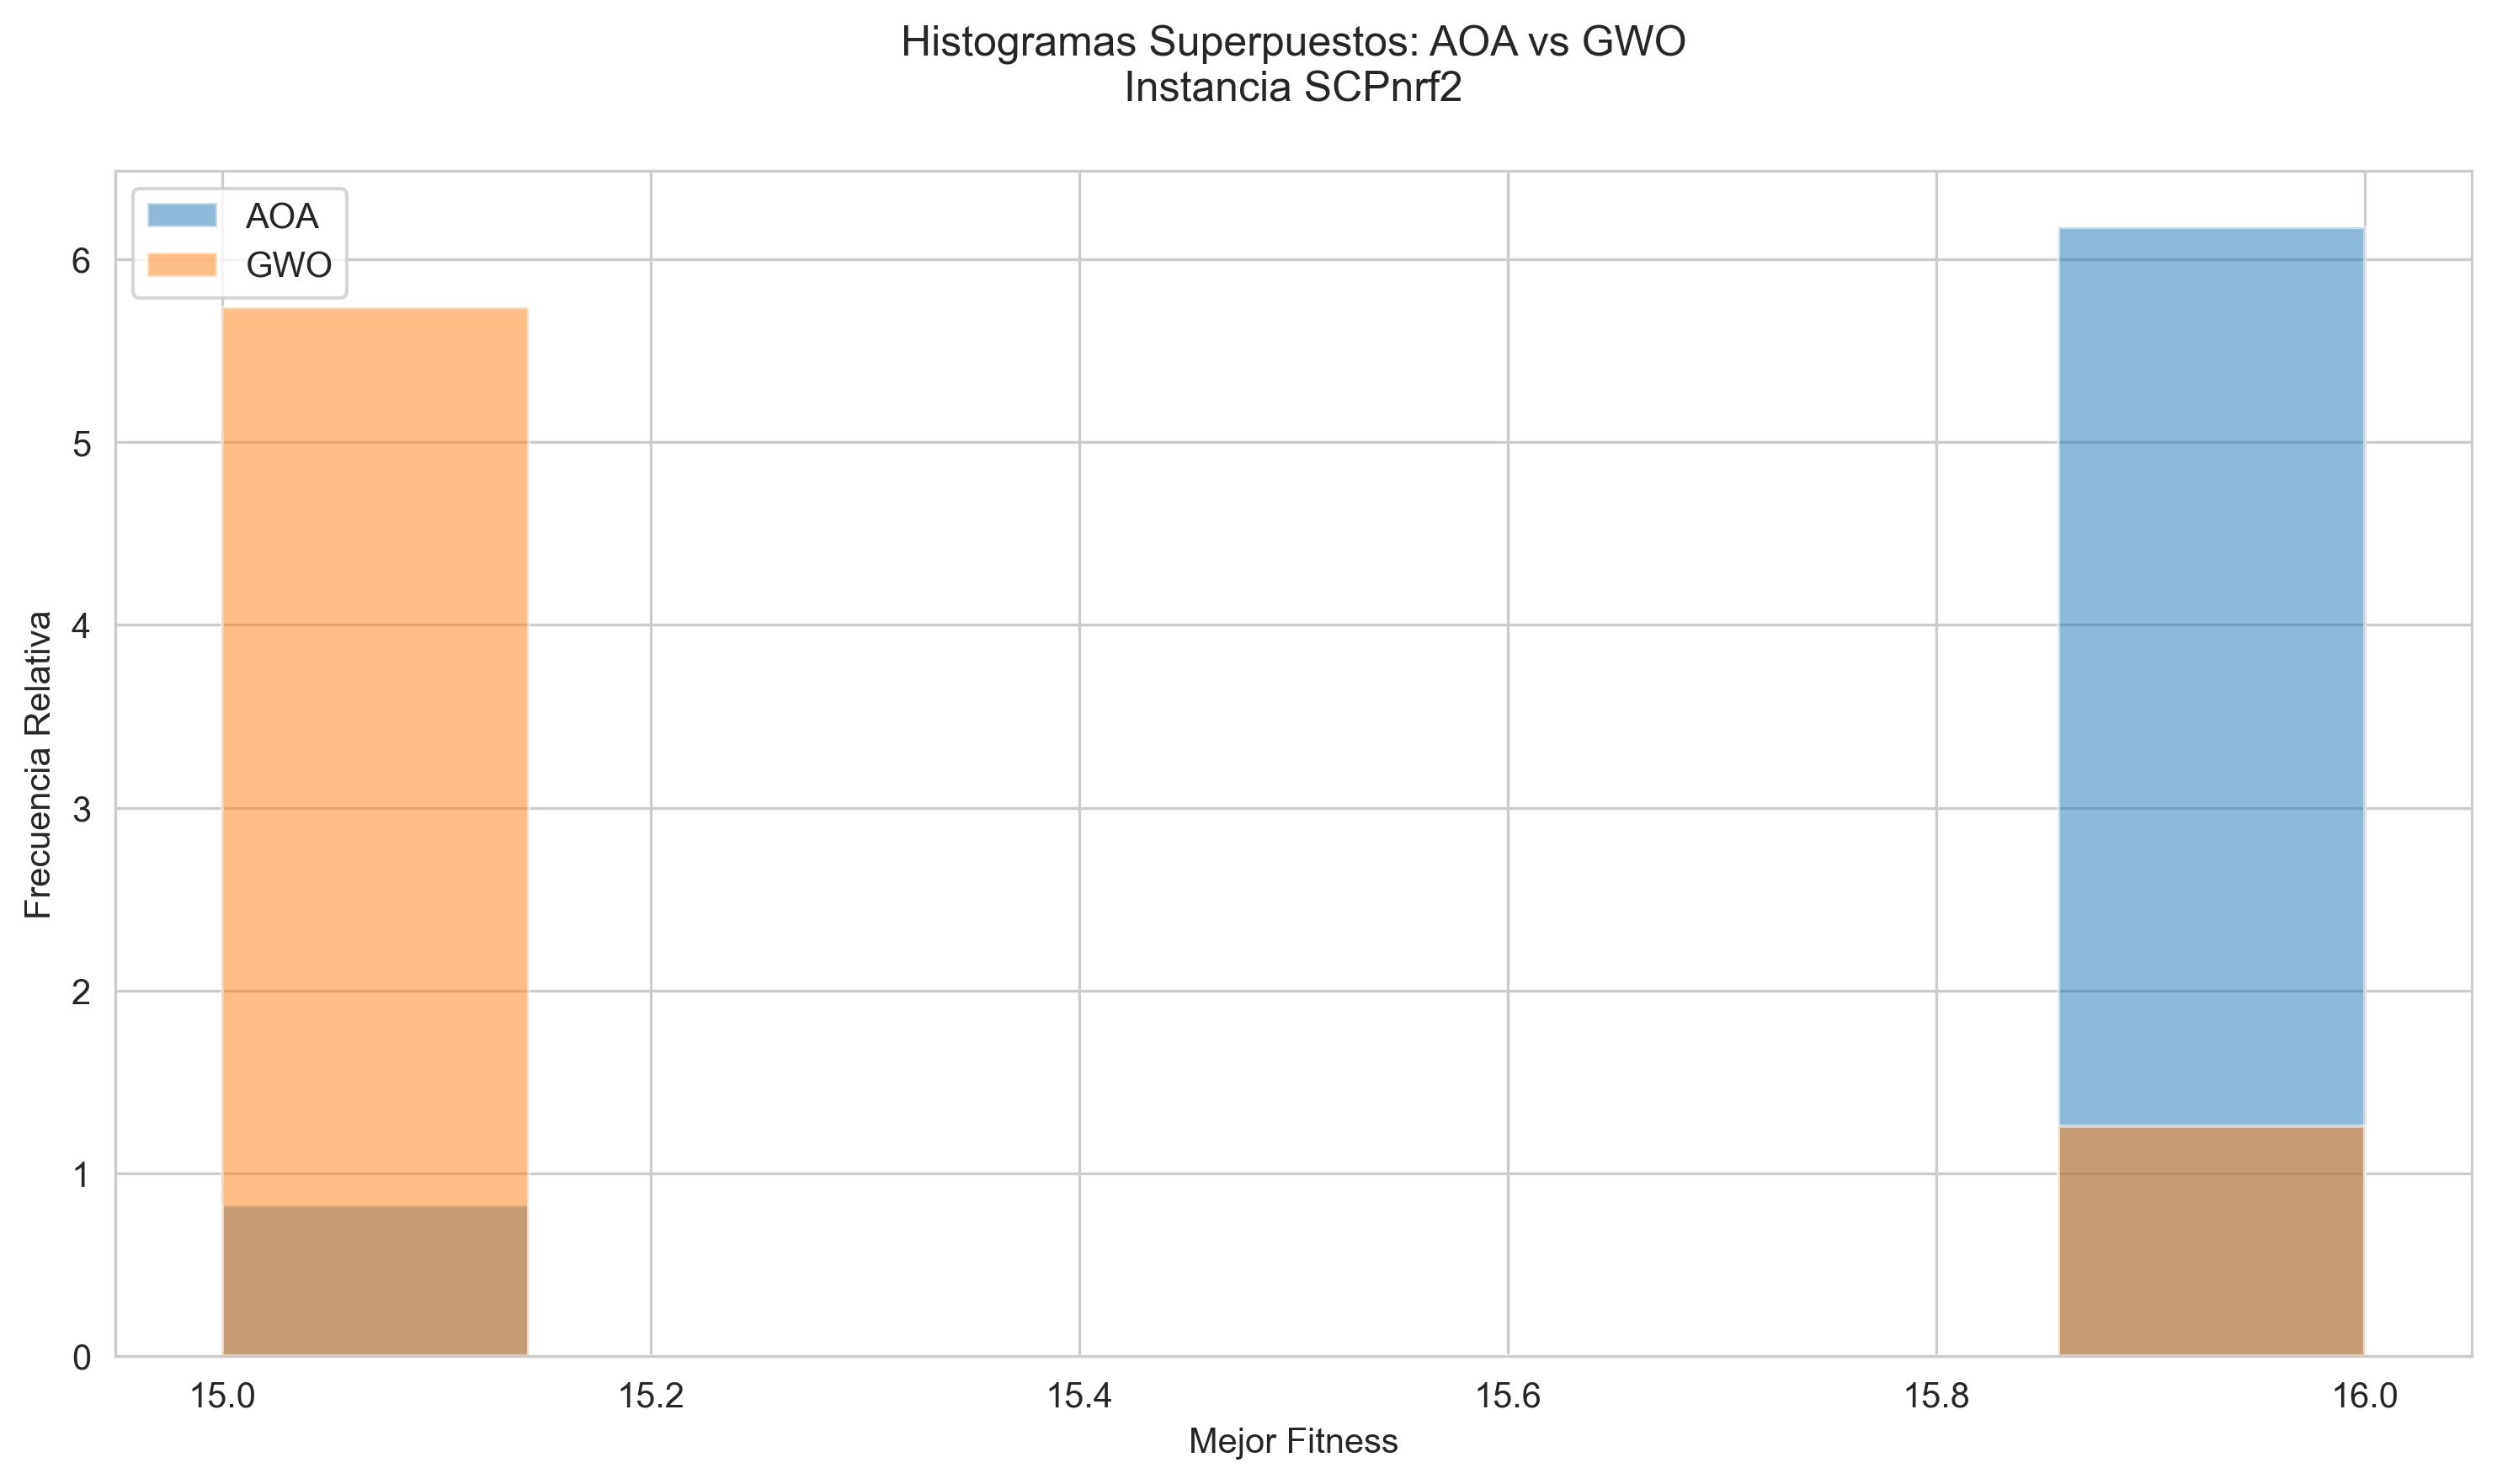 Histogramas Superpuestos: AOA vs GWO
Instancia SCPnrf2
AOA
GWO
Frecuencia Relativa
6
5
4
3
2
1
0
15.0
15.2
15.4
15.6
15.8
16.0
Mejor Fitness